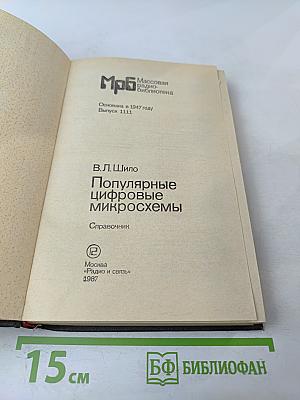 МРБ Массовая
радио-
библиотека
Основана в 1947 году
Выпуск 1111
В. Л. Шило
Популярные
цифровые
микросхемы
Справочник
Москва
«Радио и связь»
1987
15 см
БФ БИБЛИОФАН